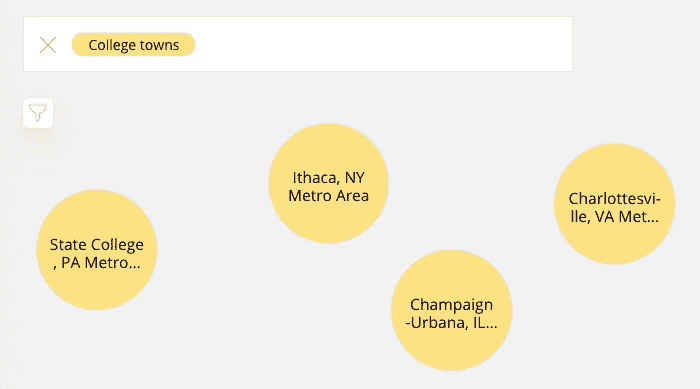 College towns
Ithaca, NY
Metro Area
Charlottesvi-
lle, VA Met...
State College
, PA Metro...
Champaign
-Urbana, IL...